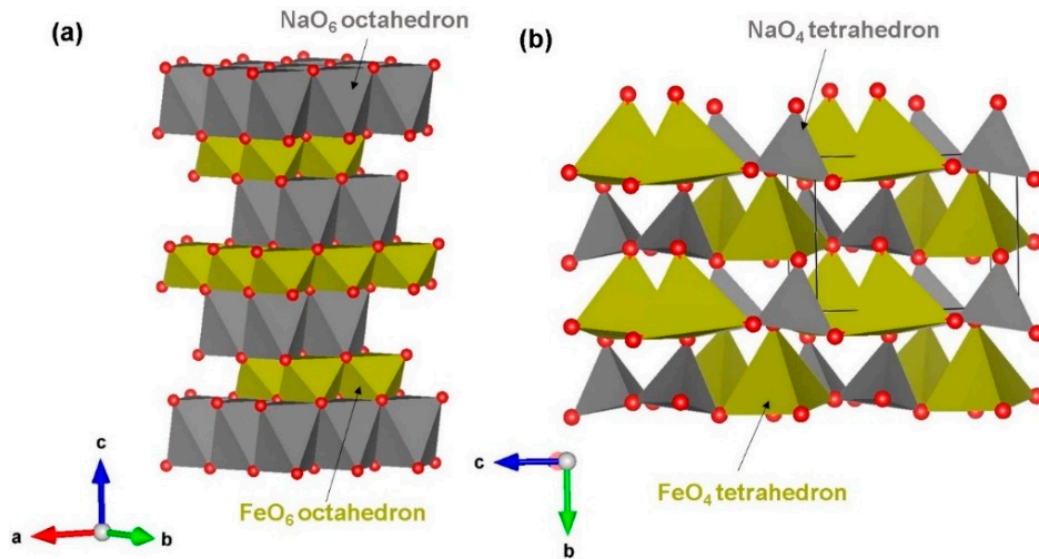 (a)
NaO₆ octahedron
(b)
NaO₄ tetrahedron
c
a
b
FeO₆ octahedron
c
b
FeO₄ tetrahedron